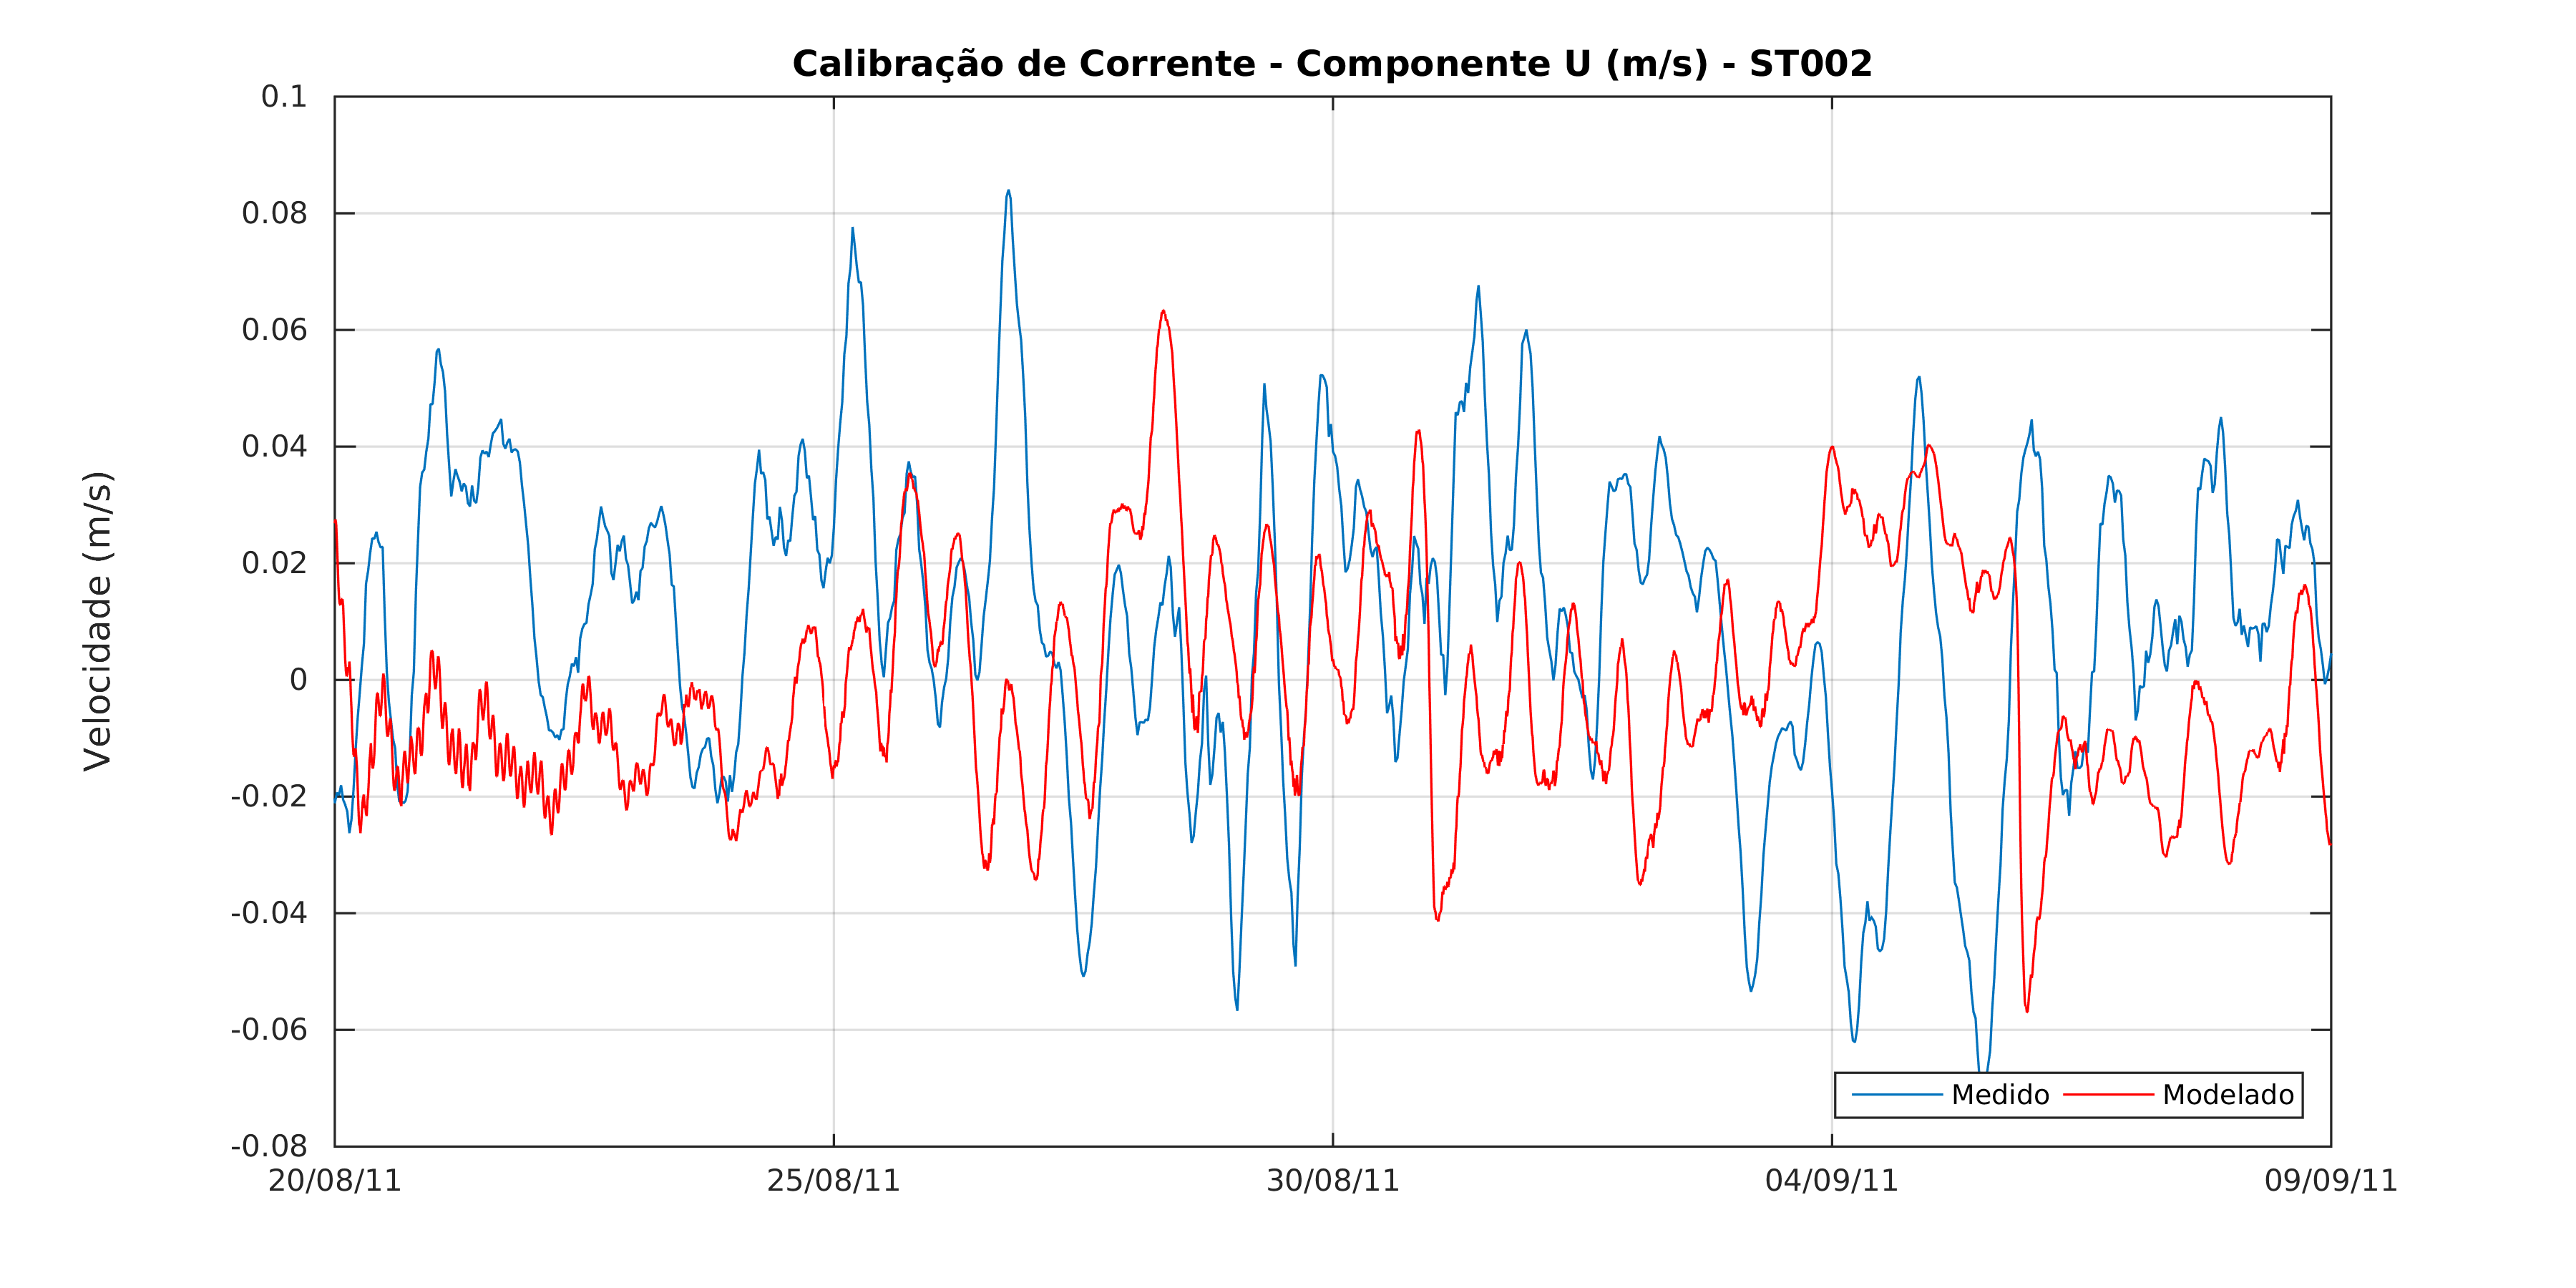 Calibração de Corrente - Componente U (m/s) - ST002
Velocidade (m/s)
0.1
0.08
0.06
0.04
0.02
0
-0.02
-0.04
-0.06
-0.08
20/08/11 25/08/11 30/08/11 04/09/11 09/09/11
Medido Modelado